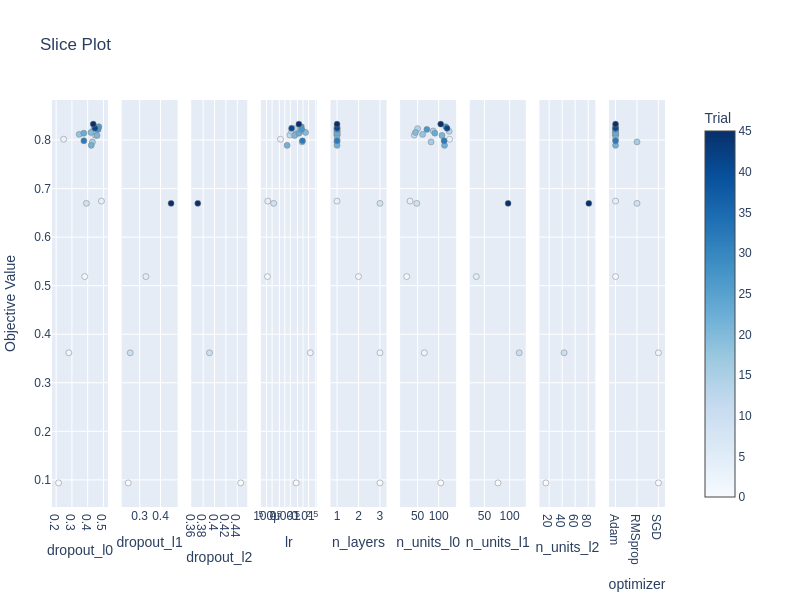 Slice Plot
Trial
Objective Value
0.8
0.7
0.6
0.5
0.4
0.3
0.2
0.1
45
40
35
30
25
20
15
10
5
0
0.2 0.3 0.4 0.5
0.3 0.4
0.36 0.38 0.4 0.42 0.44
1 2 3
50 100
50 100
20 40 60 80
Adam RMSprop SGD
dropout_l0
dropout_l1
dropout_l2
lr
n_layers
n_units_l0
n_units_l1
n_units_l2
optimizer